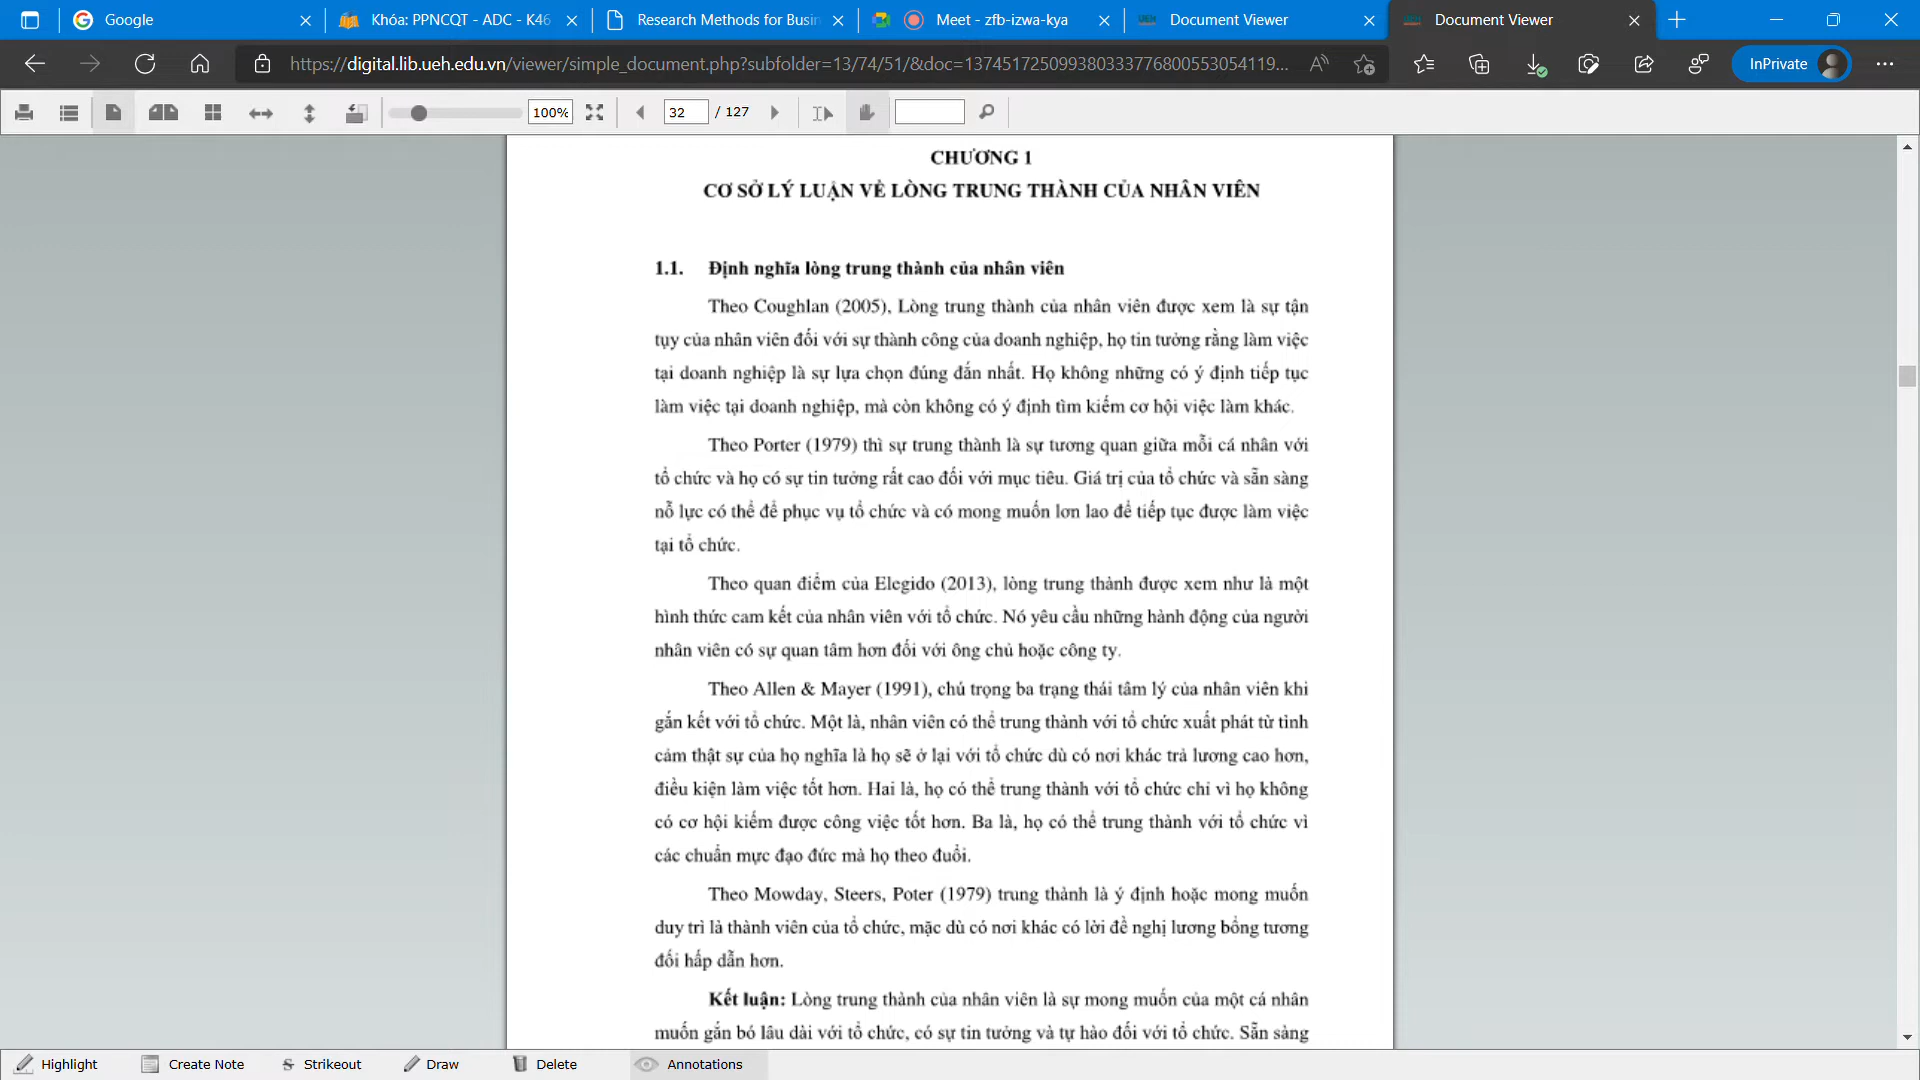 Google
Khóa: PPNCQT - ADC - K46
Research Methods for Busin
Meet - zfb-izwa-kya
Document Viewer
Document Viewer
https://digital.lib.ueh.edu.vn/viewer/simple_document.php?subfolder=13/74/51/&doc=137451725099380333776800553054119...
InPrivate
100%
32 / 127
CHƯƠNG 1
CƠ SỞ LÝ LUẬN VỀ LÒNG TRUNG THÀNH CỦA NHÂN VIÊN
1.1. Định nghĩa lòng trung thành của nhân viên
Theo Coughlan (2005), Lòng trung thành của nhân viên được xem là sự tận
tụy của nhân viên đối với sự thành công của doanh nghiệp, họ tin tưởng rằng làm việc
tại doanh nghiệp là sự lựa chọn đúng đắn nhất. Họ không những có ý định tiếp tục
làm việc tại doanh nghiệp, mà còn không có ý định tìm kiếm cơ hội việc làm khác.
Theo Porter (1979) thì sự trung thành là sự tương quan giữa mỗi cá nhân với
tổ chức và họ có sự tin tưởng rất cao đối với mục tiêu. Giá trị của tổ chức và sẵn sàng
nỗ lực có thể để phục vụ tổ chức và có mong muốn lơn lao để tiếp tục được làm việc
tại tổ chức.
Theo quan điểm của Elegido (2013), lòng trung thành được xem như là một
hình thức cam kết của nhân viên với tổ chức. Nó yêu cầu những hành động của người
nhân viên có sự quan tâm hơn đối với ông chủ hoặc công ty.
Theo Allen & Mayer (1991), chú trọng ba trạng thái tâm lý của nhân viên khi
gắn kết với tổ chức. Một là, nhân viên có thể trung thành với tổ chức xuất phát từ tình
cảm thật sự của họ nghĩa là họ sẽ ở lại với tổ chức dù có nơi khác trả lương cao hơn,
điều kiện làm việc tốt hơn. Hai là, họ có thể trung thành với tổ chức chỉ vì họ không
có cơ hội kiếm được công việc tốt hơn. Ba là, họ có thể trung thành với tổ chức vì
các chuẩn mực đạo đức mà họ theo đuổi.
Theo Mowday, Steers, Poter (1979) trung thành là ý định hoặc mong muốn
duy trì là thành viên của tổ chức, mặc dù có nơi khác có lời đề nghị lương bổng tương
đối hấp dẫn hơn.
Kết luận: Lòng trung thành của nhân viên là sự mong muốn của một cá nhân
muốn gắn bó lâu dài với tổ chức, có sự tin tưởng và tự hào đối với tổ chức. Sẵn sàng
Highlight
Create Note
Strikeout
Draw
Delete
Annotations